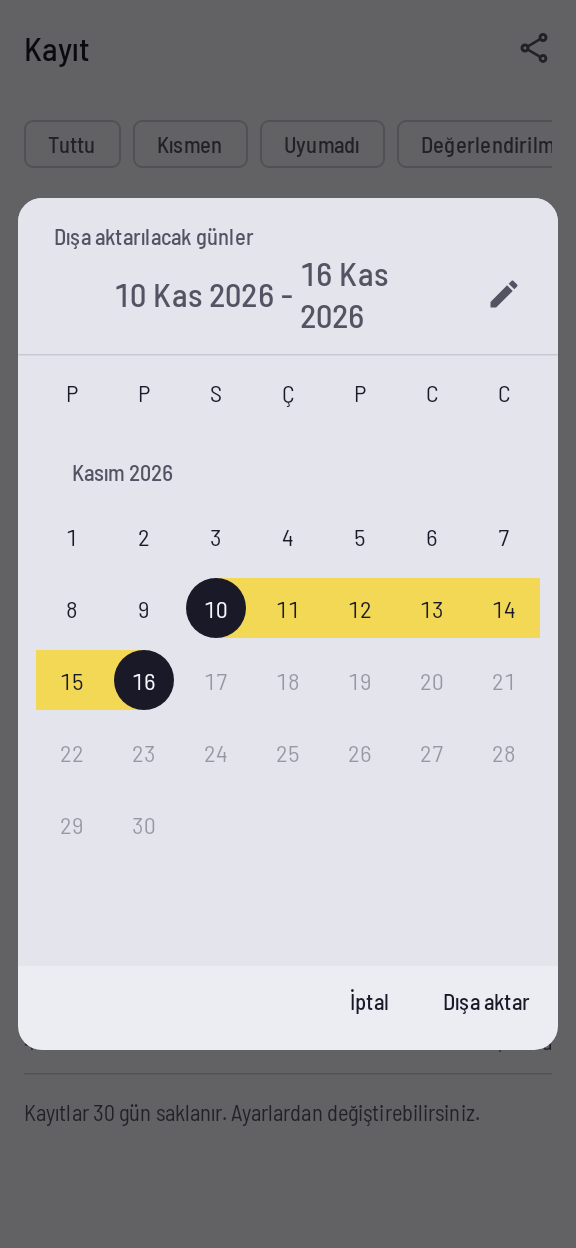 Kayıt
Tuttu Kısmen Uyumadı Değerlendirilm
Dışa aktarılacak günler
10 Kas 2026 - 16 Kas
2026
P P S Ç P C C
Kasım 2026
1 2 3 4 5 6 7
8 9 10 11 12 13 14
15 16 17 18 19 20 21
22 23 24 25 26 27 28
29 30
İptal Dışa aktar
Kayıtlar 30 gün saklanır. Ayarlardan değiştirebilirsiniz.